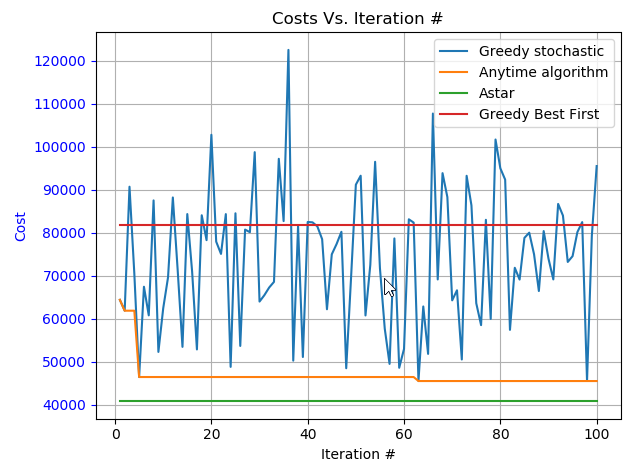 Costs Vs. Iteration #
Greedy stochastic
Anytime algorithm
Astar
Greedy Best First
Cost
120000
110000
100000
90000
80000
70000
60000
50000
40000
0 20 40 60 80 100
Iteration #